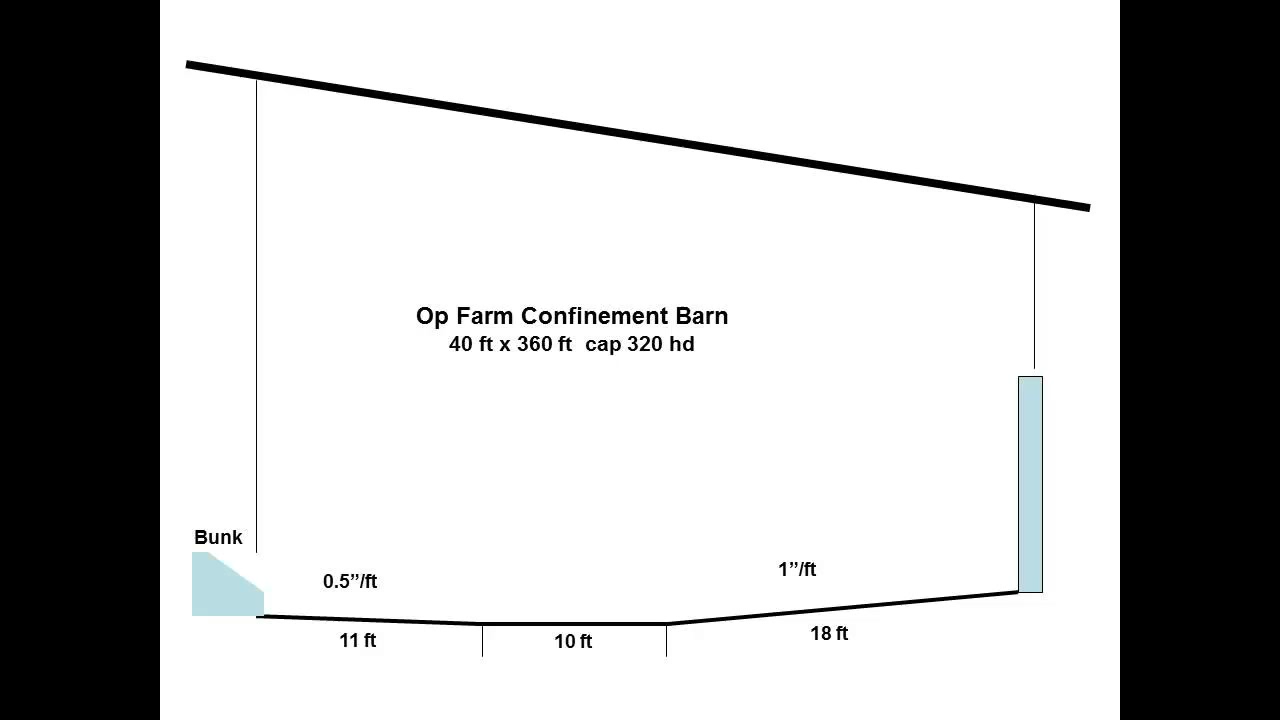 Op Farm Confinement Barn
40 ft x 360 ft  cap 320 hd
Bunk
0.5”/ft
1”/ft
11 ft
10 ft
18 ft